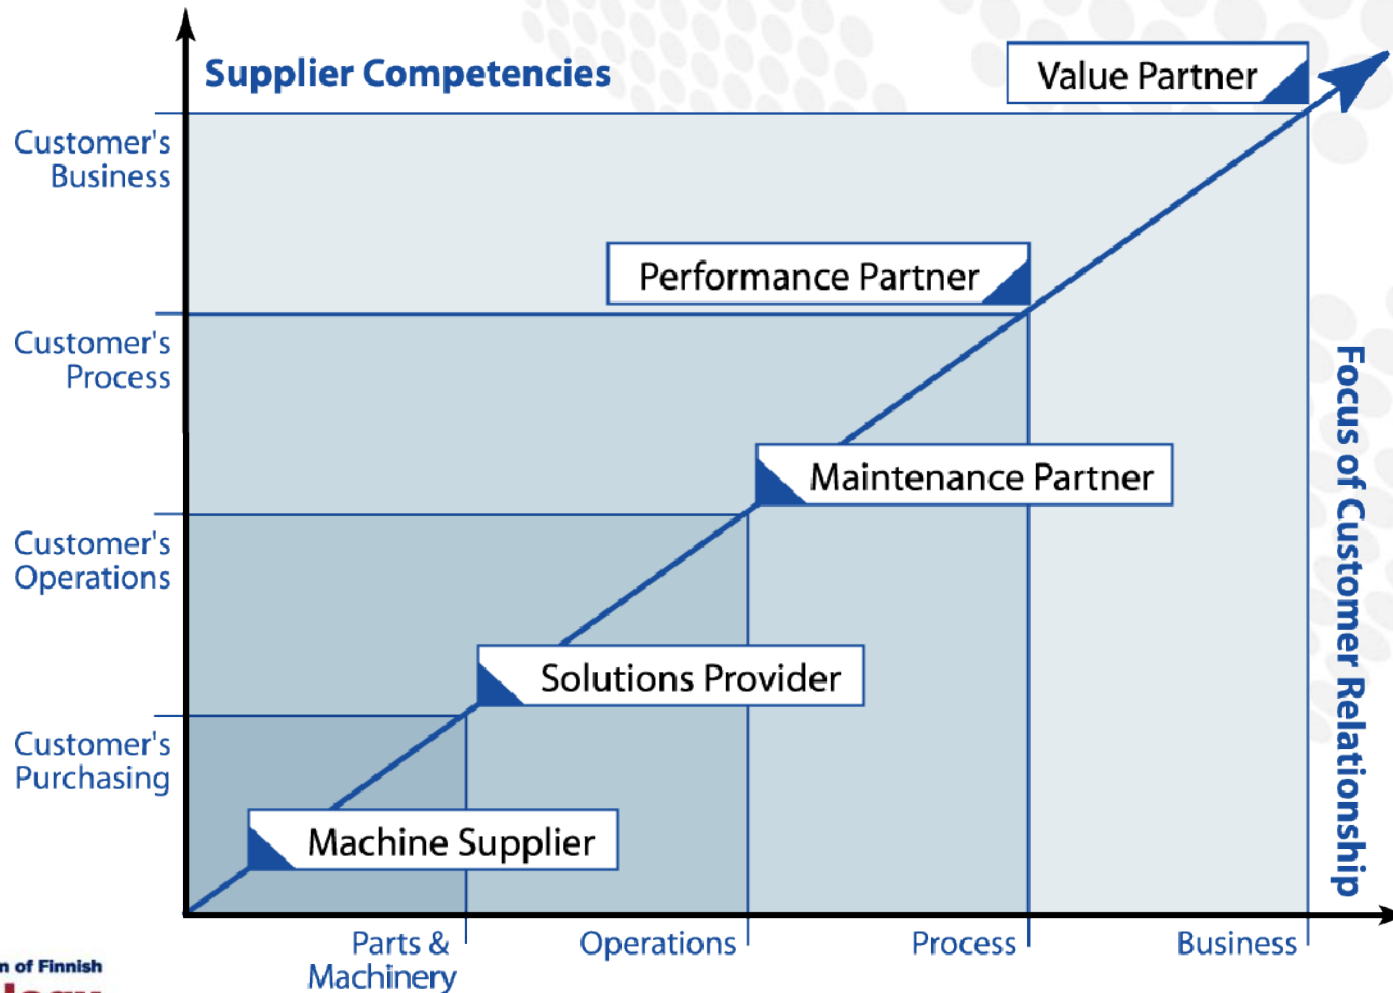 Supplier Competencies
Value Partner
Customer's
Business
Performance Partner
Customer's
Process
Focus of Customer Relationship
Maintenance Partner
Customer's
Operations
Solutions Provider
Customer's
Purchasing
Machine Supplier
Parts &
Machinery
Operations
Process
Business
of Finnish